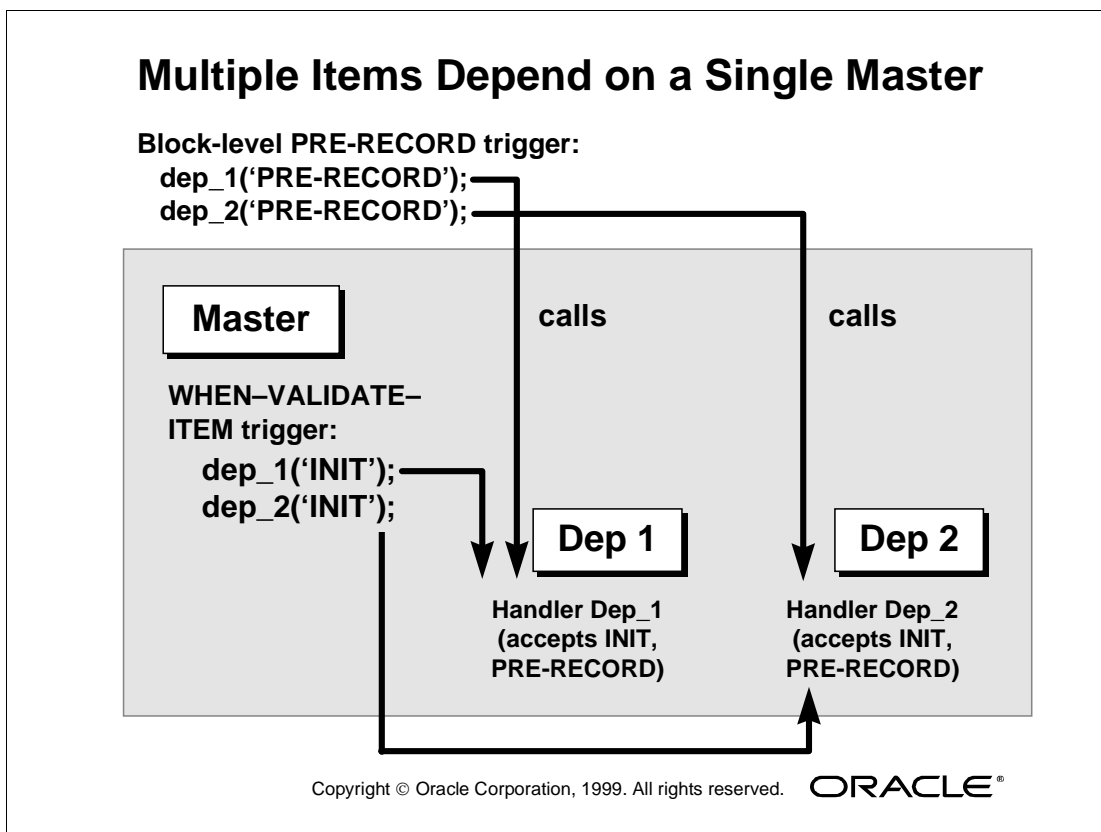 Multiple Items Depend on a Single Master
Block-level PRE-RECORD trigger:
dep_1(‘PRE-RECORD’);
dep_2(‘PRE-RECORD’);
Master
calls
calls
WHEN–VALIDATE–
ITEM trigger:
dep_1(‘INIT’);
dep_2(‘INIT’);
Dep 1
Dep 2
Handler Dep_1
(accepts INIT,
PRE-RECORD)
Handler Dep_2
(accepts INIT,
PRE-RECORD)
Copyright © Oracle Corporation, 1999. All rights reserved.
ORACLE®